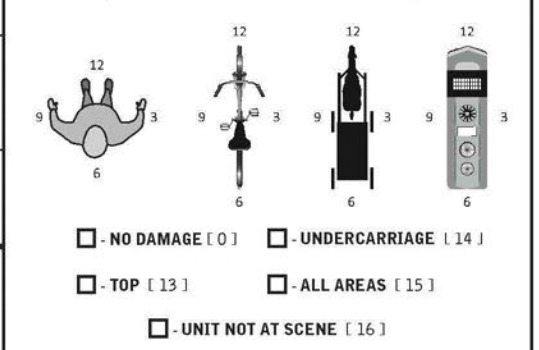 12 12 12
12
9 3 9 3 9 3 9 3
6
6 6 6
- NO DAMAGE [ 0 ] - UNDERCARRIAGE [ 14 ]
- TOP [ 13 ] - ALL AREAS [ 15 ]
- UNIT NOT AT SCENE [ 16 ]